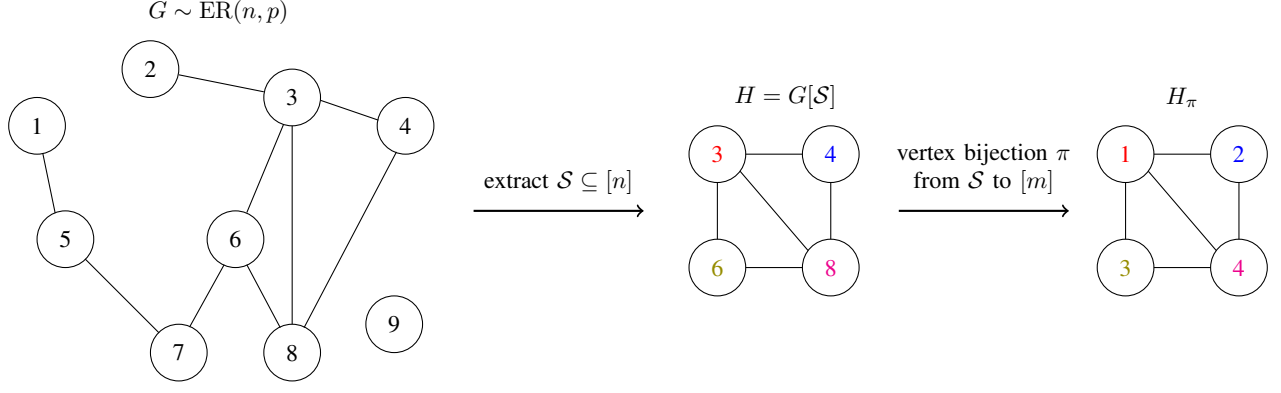 G ∼ ER(n, p)
2
3
1
4
5
6
9
7
8
extract 𝒮 ⊆ [n]
H = G[𝒮]
3
4
6
8
vertex bijection π
from 𝒮 to [m]
H_π
1
2
3
4